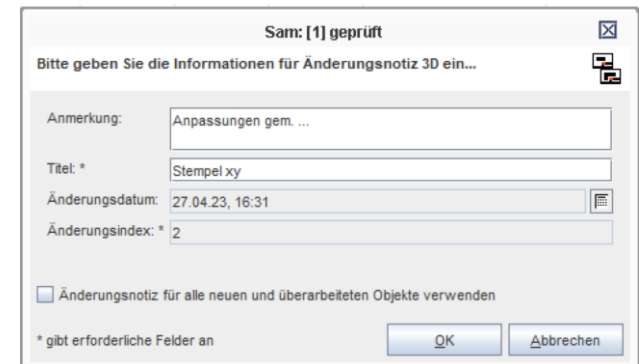 Sam: [1] geprüft
Bitte geben Sie die Informationen für Änderungsnotiz 3D ein...
Anmerkung: Anpassungen gem. ...
Titel: * Stempel xy
Änderungsdatum: 27.04.23, 16:31
Änderungsindex: * 2
Änderungsnotiz für alle neuen und überarbeiteten Objekte verwenden
* gibt erforderliche Felder an OK Abbrechen